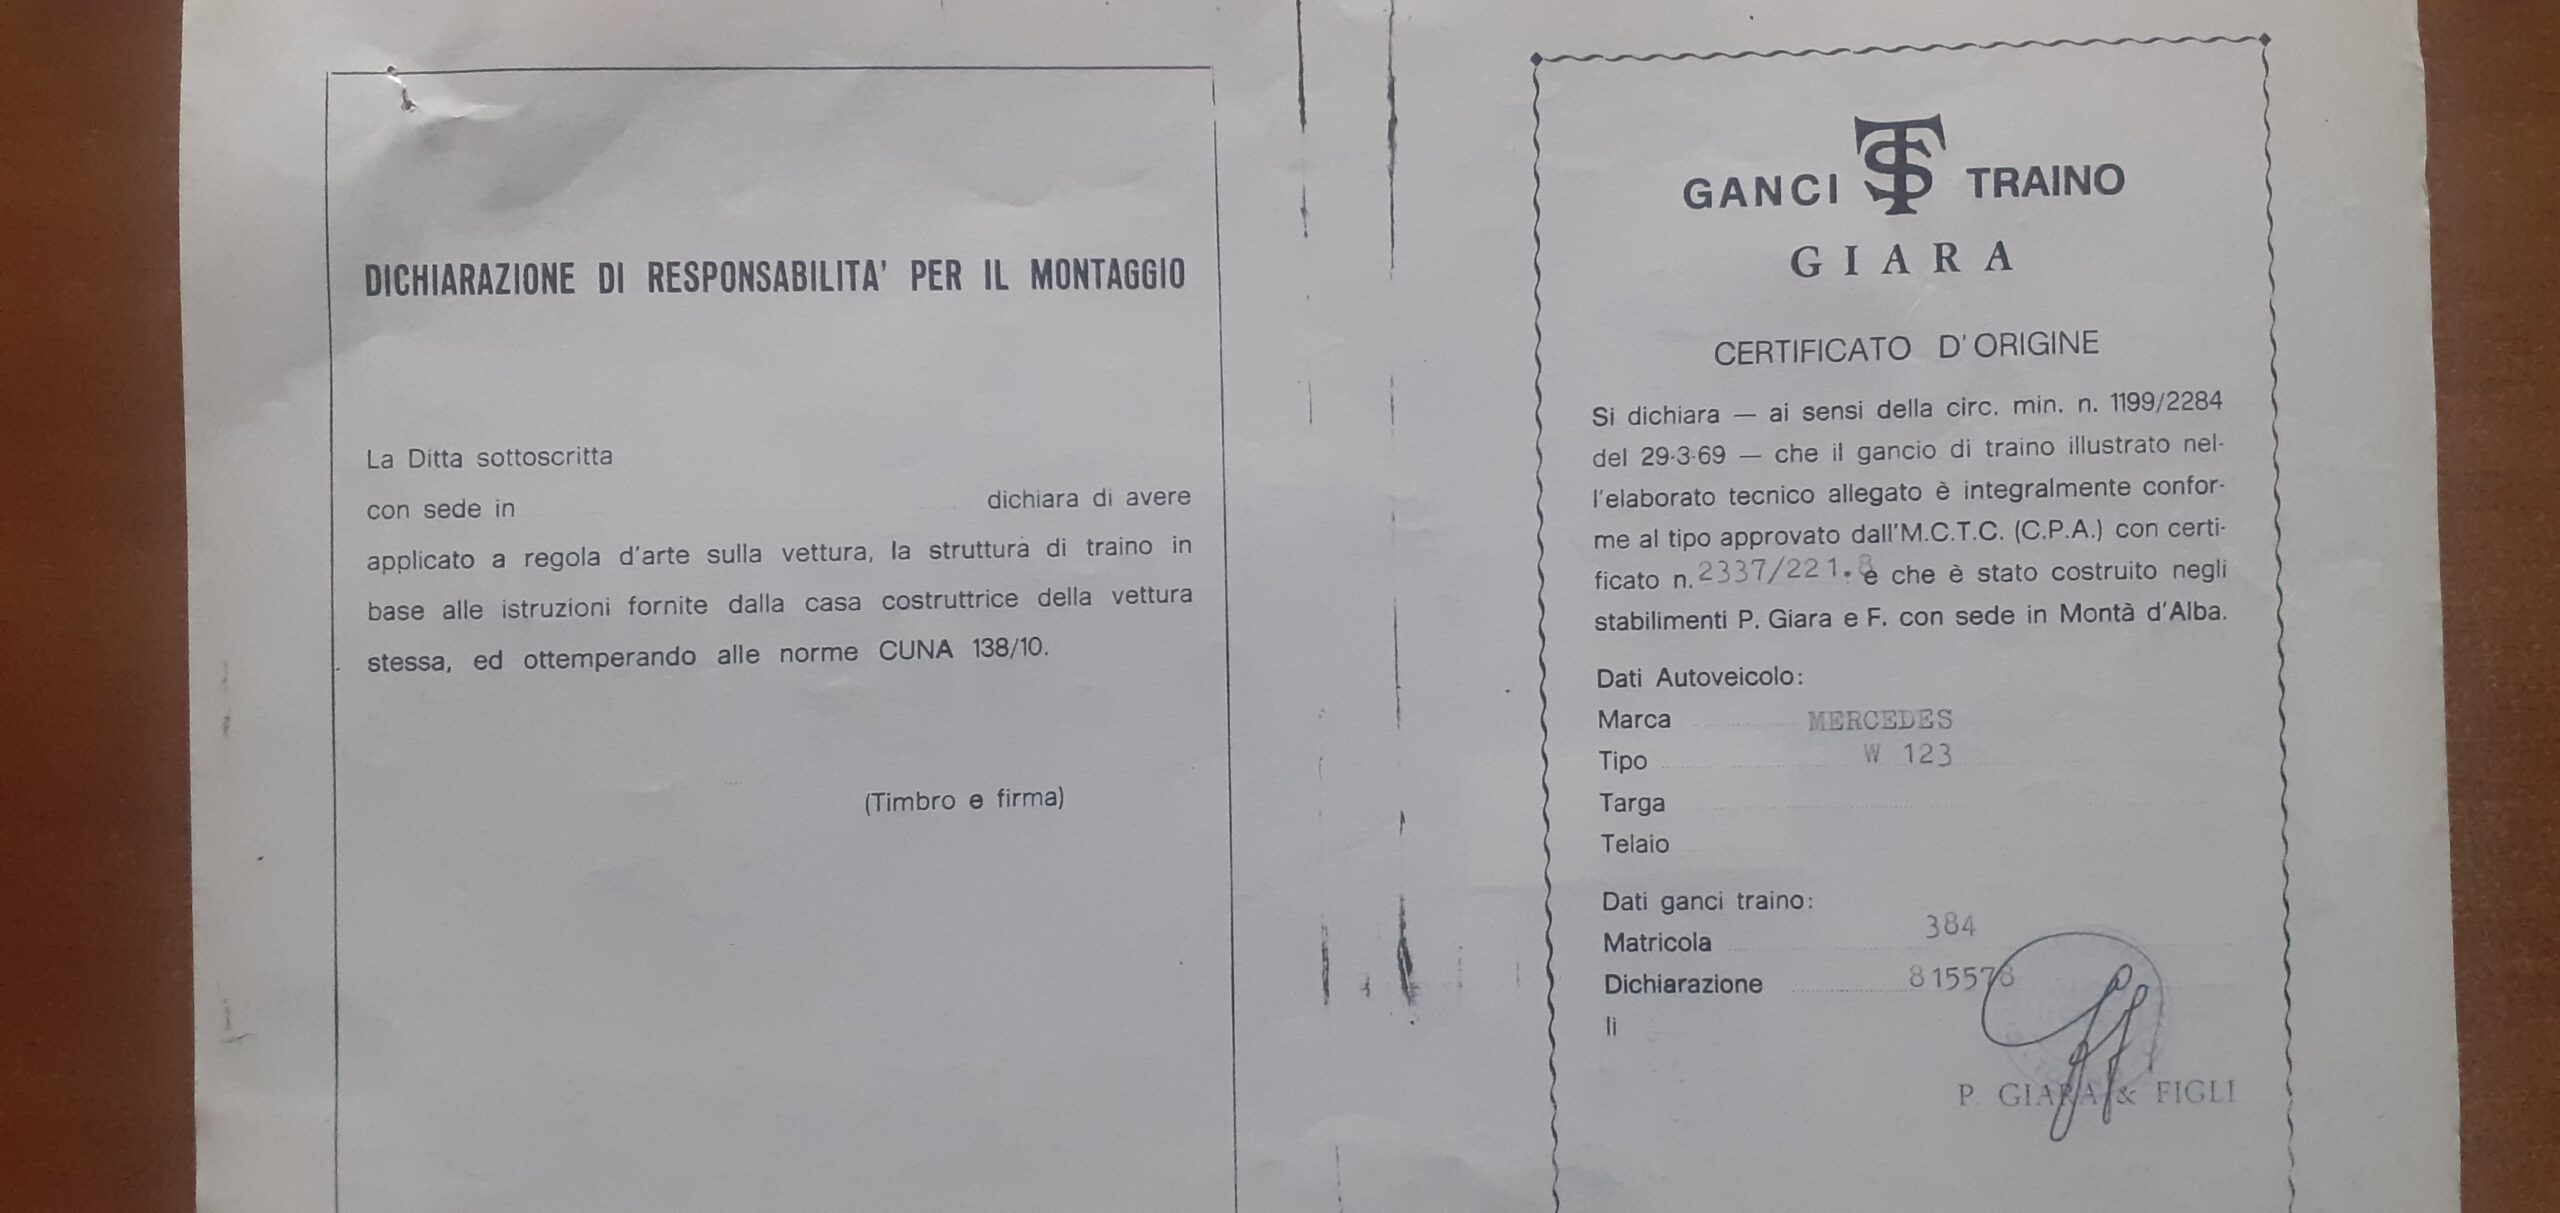 DICHIARAZIONE DI RESPONSABILITA' PER IL MONTAGGIO
La Ditta sottoscritta
con sede in dichiara di avere
applicato a regola d'arte sulla vettura, la struttura di traino in
base alle istruzioni fornite dalla casa costruttrice della vettura
stessa, ed ottemperando alle norme CUNA 138/10.
(Timbro e firma)
GANCI TS TRAINO
GIARA
CERTIFICATO D'ORIGINE
Si dichiara — ai sensi della circ. min. n. 1199/2284
del 29-3-69 — che il gancio di traino illustrato nel-
l'elaborato tecnico allegato è integralmente confor-
me al tipo approvato dall'M.C.T.C. (C.P.A.) con certi-
ficato n. 2337/221.8 e che è stato costruito negli
stabilimenti P. Giara e F. con sede in Montà d'Alba.
Dati Autoveicolo:
Marca MERCEDES
Tipo W 123
Targa
Telaio
Dati ganci traino:
Matricola 384
Dichiarazione 815578
li
P. GIARA & FIGLI